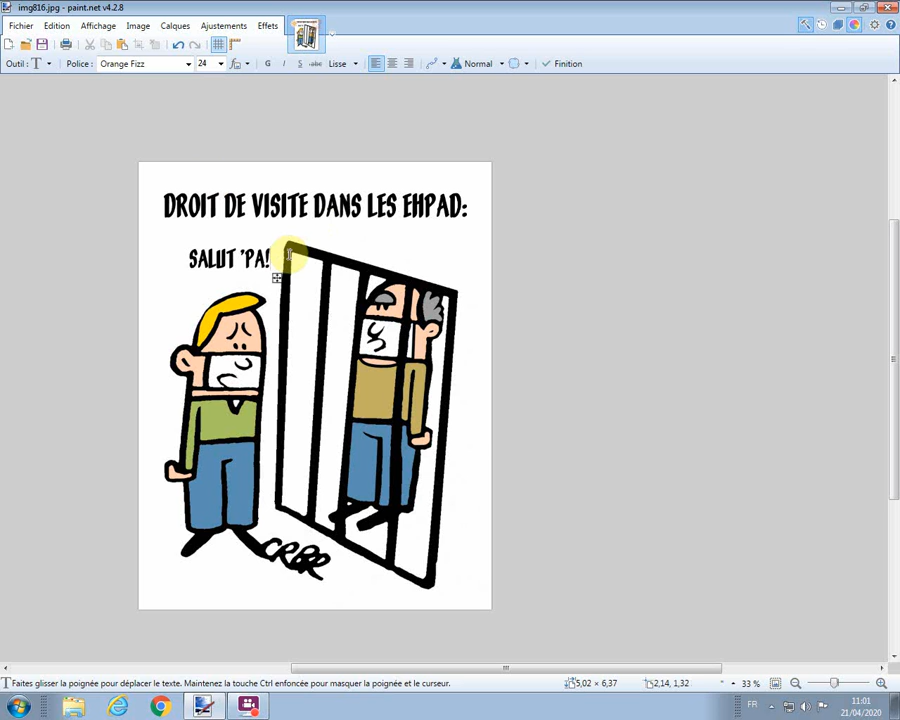 img816.jpg - paint.net v4.2.8
Fichier Edition Affichage Image Calques Ajustements Effets
Outil : T Police : Orange Fizz 24 fx G I S abc Lisse Normal Finition
DROIT DE VISITE DANS LES EHPAD:
SALUT 'PA!
CRBR
Faites glisser la poignée pour déplacer le texte. Maintenez la touche Ctrl enfoncée pour masquer la poignée et le curseur. 5,02 × 6,37 2,14, 1,32 " 33 %
FR 11:01
21/04/2020